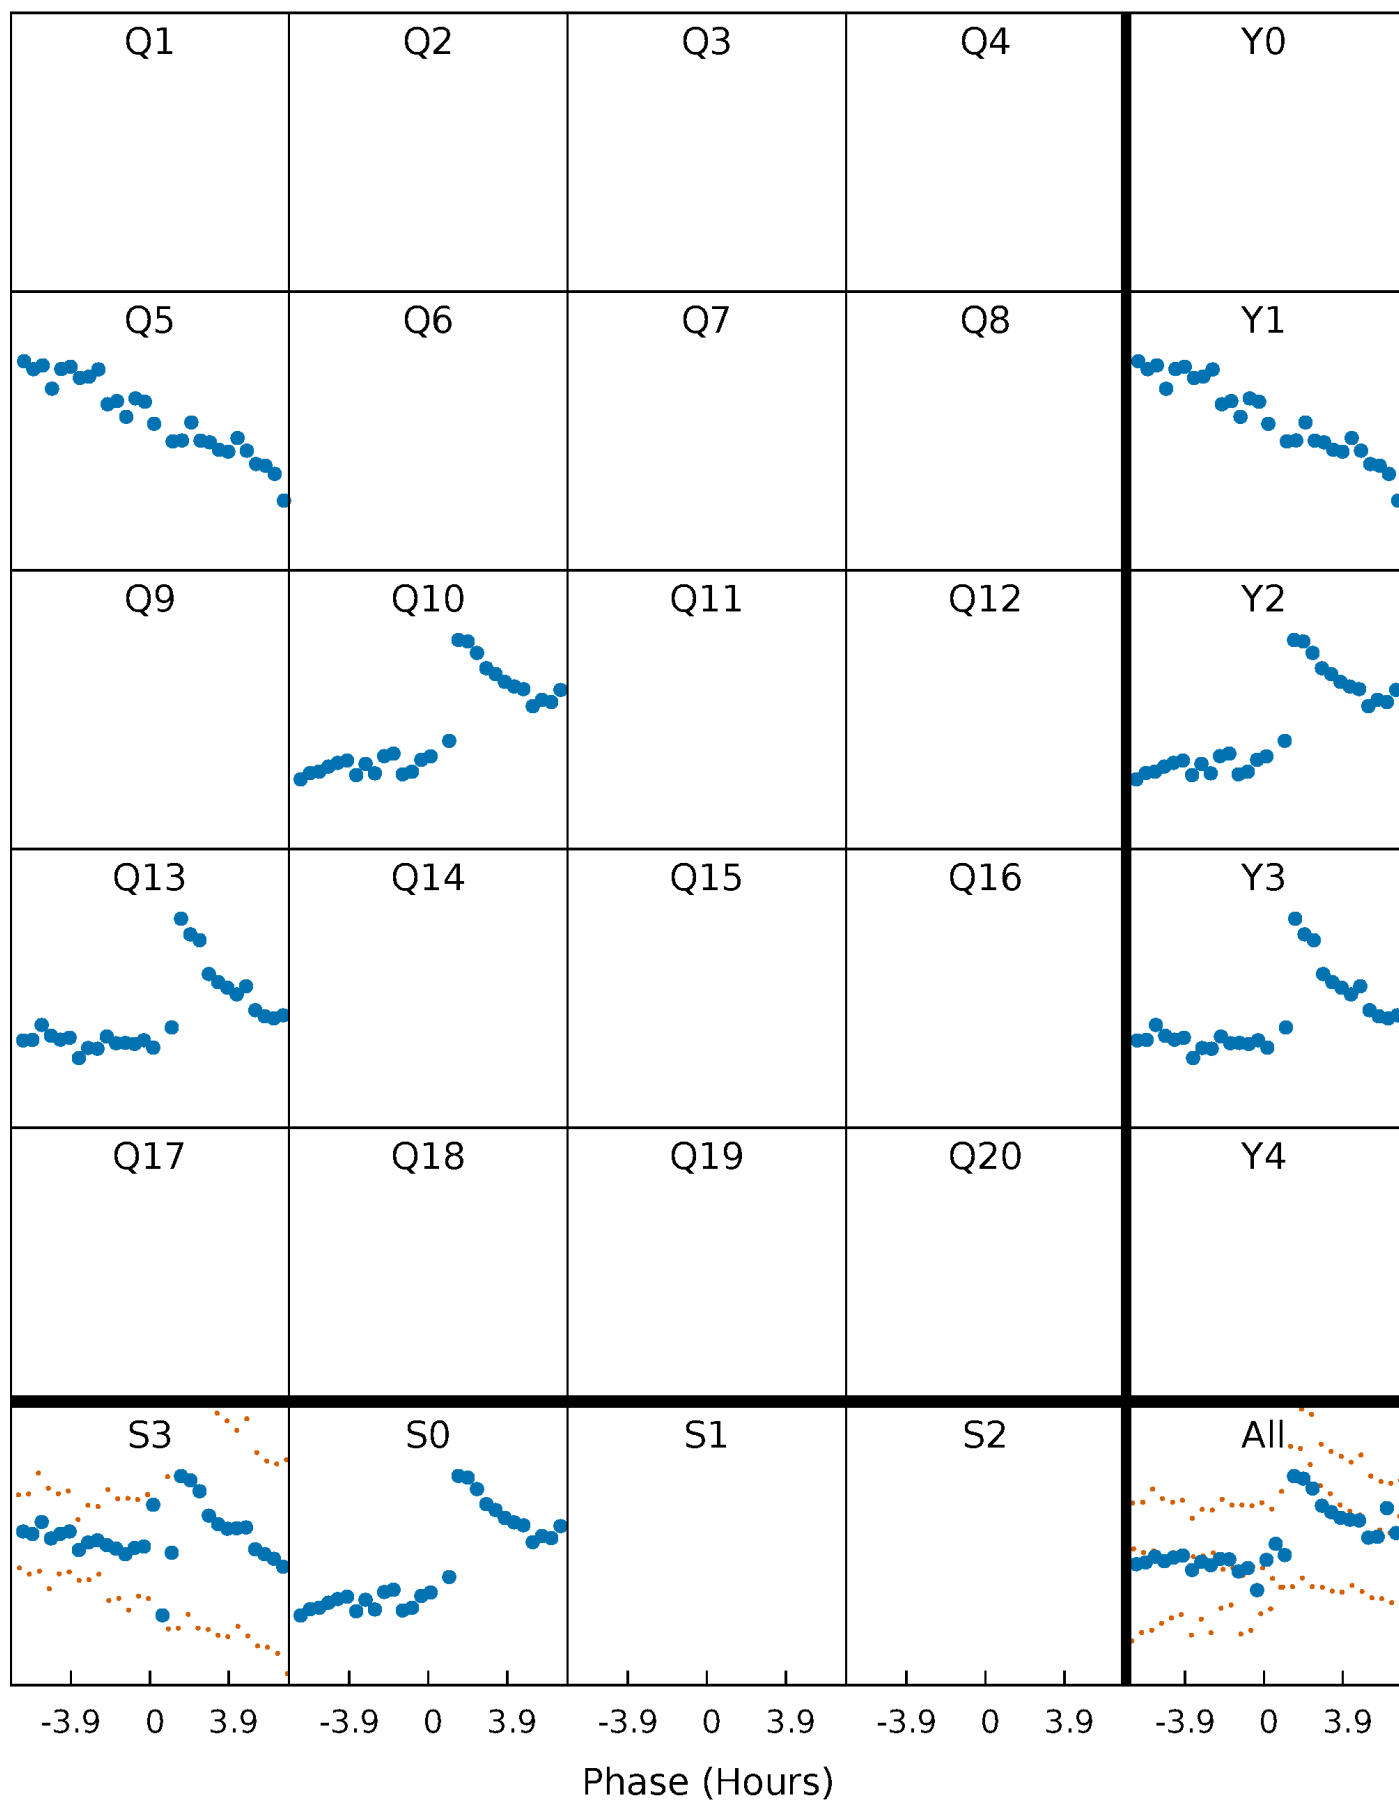 Q1 Q2 Q3 Q4 Y0
Q5 Q6 Q7 Q8 Y1
Q9 Q10 Q11 Q12 Y2
Q13 Q14 Q15 Q16 Y3
Q17 Q18 Q19 Q20 Y4
S3 S0 S1 S2 All
-3.9 0 3.9 -3.9 0 3.9 -3.9 0 3.9 -3.9 0 3.9 -3.9 0 3.9
Phase (Hours)